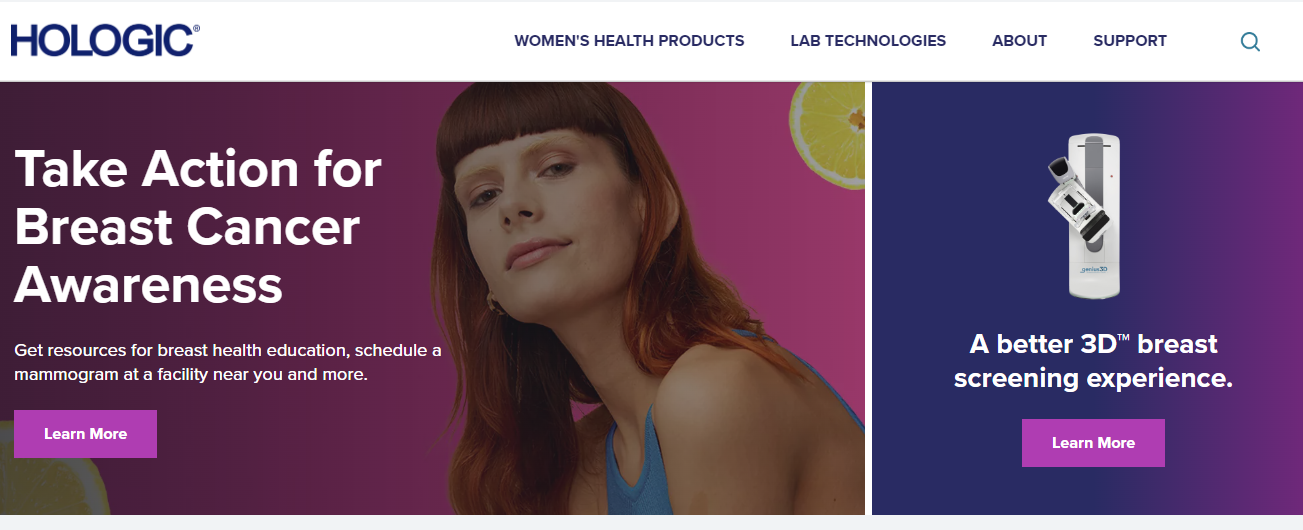 HOLOGIC®
WOMEN'S HEALTH PRODUCTS
LAB TECHNOLOGIES
ABOUT
SUPPORT
Take Action for
Breast Cancer
Awareness
Get resources for breast health education, schedule a
mammogram at a facility near you and more.
Learn More
genius3D
A better 3D™ breast
screening experience.
Learn More